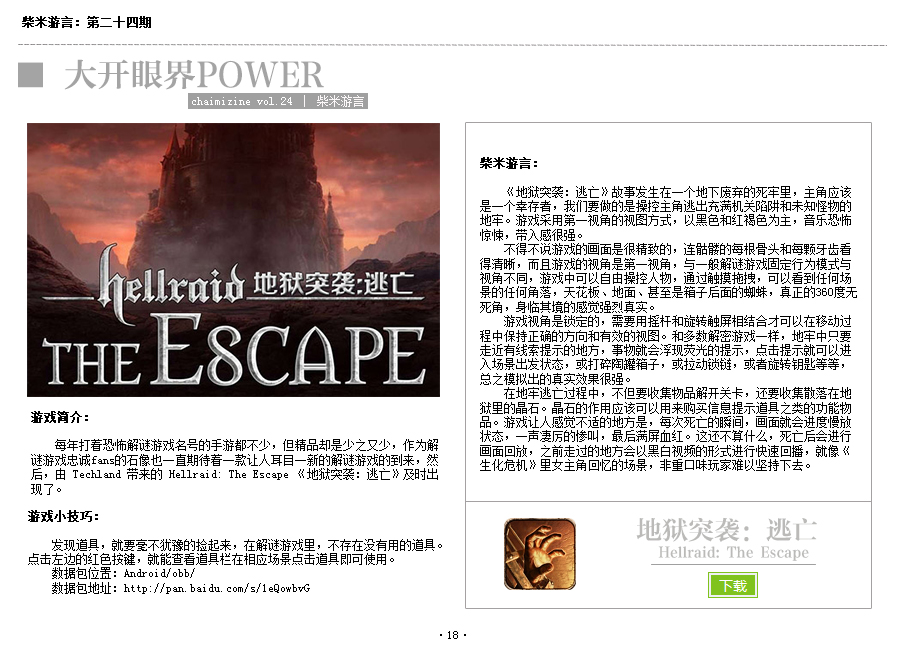 柴米游言：第二十四期
大开眼界POWER
chaimizine vol.24 | 柴米游言
hellraid 地狱突袭:逃亡
THE ESCAPE
游戏简介：
每年打着恐怖解谜游戏名号的手游都不少，但精品却是少之又少，作为解
谜游戏忠诚fans的石像也一直期待着一款让人耳目一新的解谜游戏的到来，然
后，由 Techland 带来的 Hellraid: The Escape 《地狱突袭：逃亡》及时出
现了。
游戏小技巧：
发现道具，就要毫不犹豫的捡起来，在解谜游戏里，不存在没有用的道具。
点击左边的红色按键，就能查看道具栏在相应场景点击道具即可使用。
数据包位置：Android/obb/
数据包地址：http://pan.baidu.com/s/1eQowbvG
柴米游言：
《地狱突袭：逃亡》故事发生在一个地下废弃的死牢里，主角应该
是一个幸存者，我们要做的是操控主角逃出充满机关陷阱和未知怪物的
地牢。游戏采用第一视角的视图方式，以黑色和红褐色为主，音乐恐怖
惊悚，带入感很强。
不得不说游戏的画面是很精致的，连骷髅的每根骨头和每颗牙齿看
得清晰，而且游戏的视角是第一视角，与一般解谜游戏固定行为模式与
视角不同，游戏中可以自由操控人物，通过触摸拖拽，可以看到任何场
景的任何角落，天花板、地面、甚至是箱子后面的蜘蛛，真正的360度无
死角，身临其境的感觉强烈真实。
游戏视角是锁定的，需要用摇杆和旋转触屏相结合才可以在移动过
程中保持正确的方向和有效的视图。和多数解密游戏一样，地牢中只要
走近有线索提示的地方，事物就会浮现荧光的提示，点击提示就可以进
入场景出发状态，或打碎陶罐箱子，或拉动锁链，或者旋转钥匙等等，
总之模拟出的真实效果很强。
在地牢逃亡过程中，不但要收集物品解开关卡，还要收集散落在地
狱里的晶石。晶石的作用应该可以用来购买信息提示道具之类的功能物
品。游戏让人感觉不适的地方是，每次死亡的瞬间，画面就会进度慢放
状态，一声凄厉的惨叫，最后满屏血红。这还不算什么，死亡后会进行
画面回放，之前走过的地方会以黑白视频的形式进行快速回播，就像《
生化危机》里女主角回忆的场景，非重口味玩家难以坚持下去。
地狱突袭：逃亡
Hellraid: The Escape
下载
· 18 ·